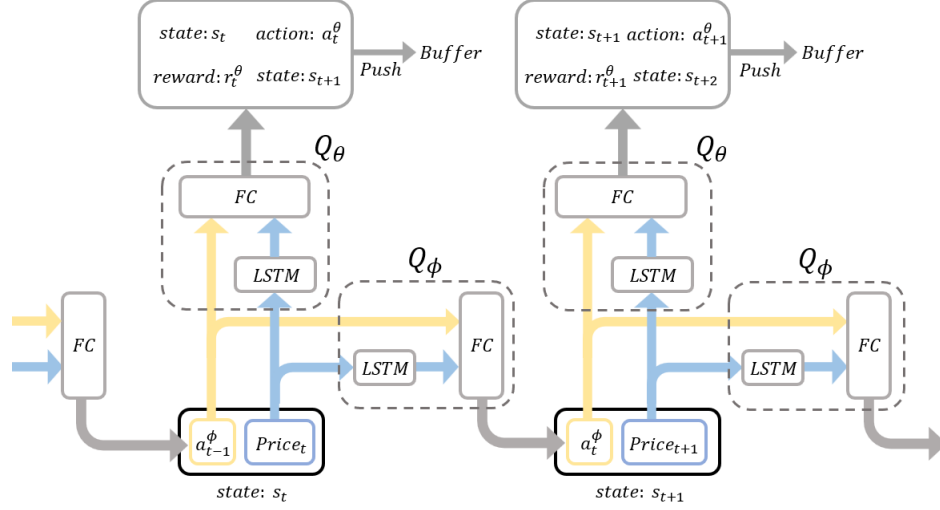 state: s_t action: a_t^θ
reward: r_t^θ state: s_{t+1}
Push
Buffer
state: s_{t+1} action: a_{t+1}^θ
reward: r_{t+1}^θ state: s_{t+2}
Push
Buffer
Q_θ
FC
LSTM
Q_θ
FC
LSTM
FC
Q_ϕ
LSTM
FC
Q_ϕ
LSTM
FC
a_{t-1}^ϕ Price_t
state: s_t
a_t^ϕ Price_{t+1}
state: s_{t+1}